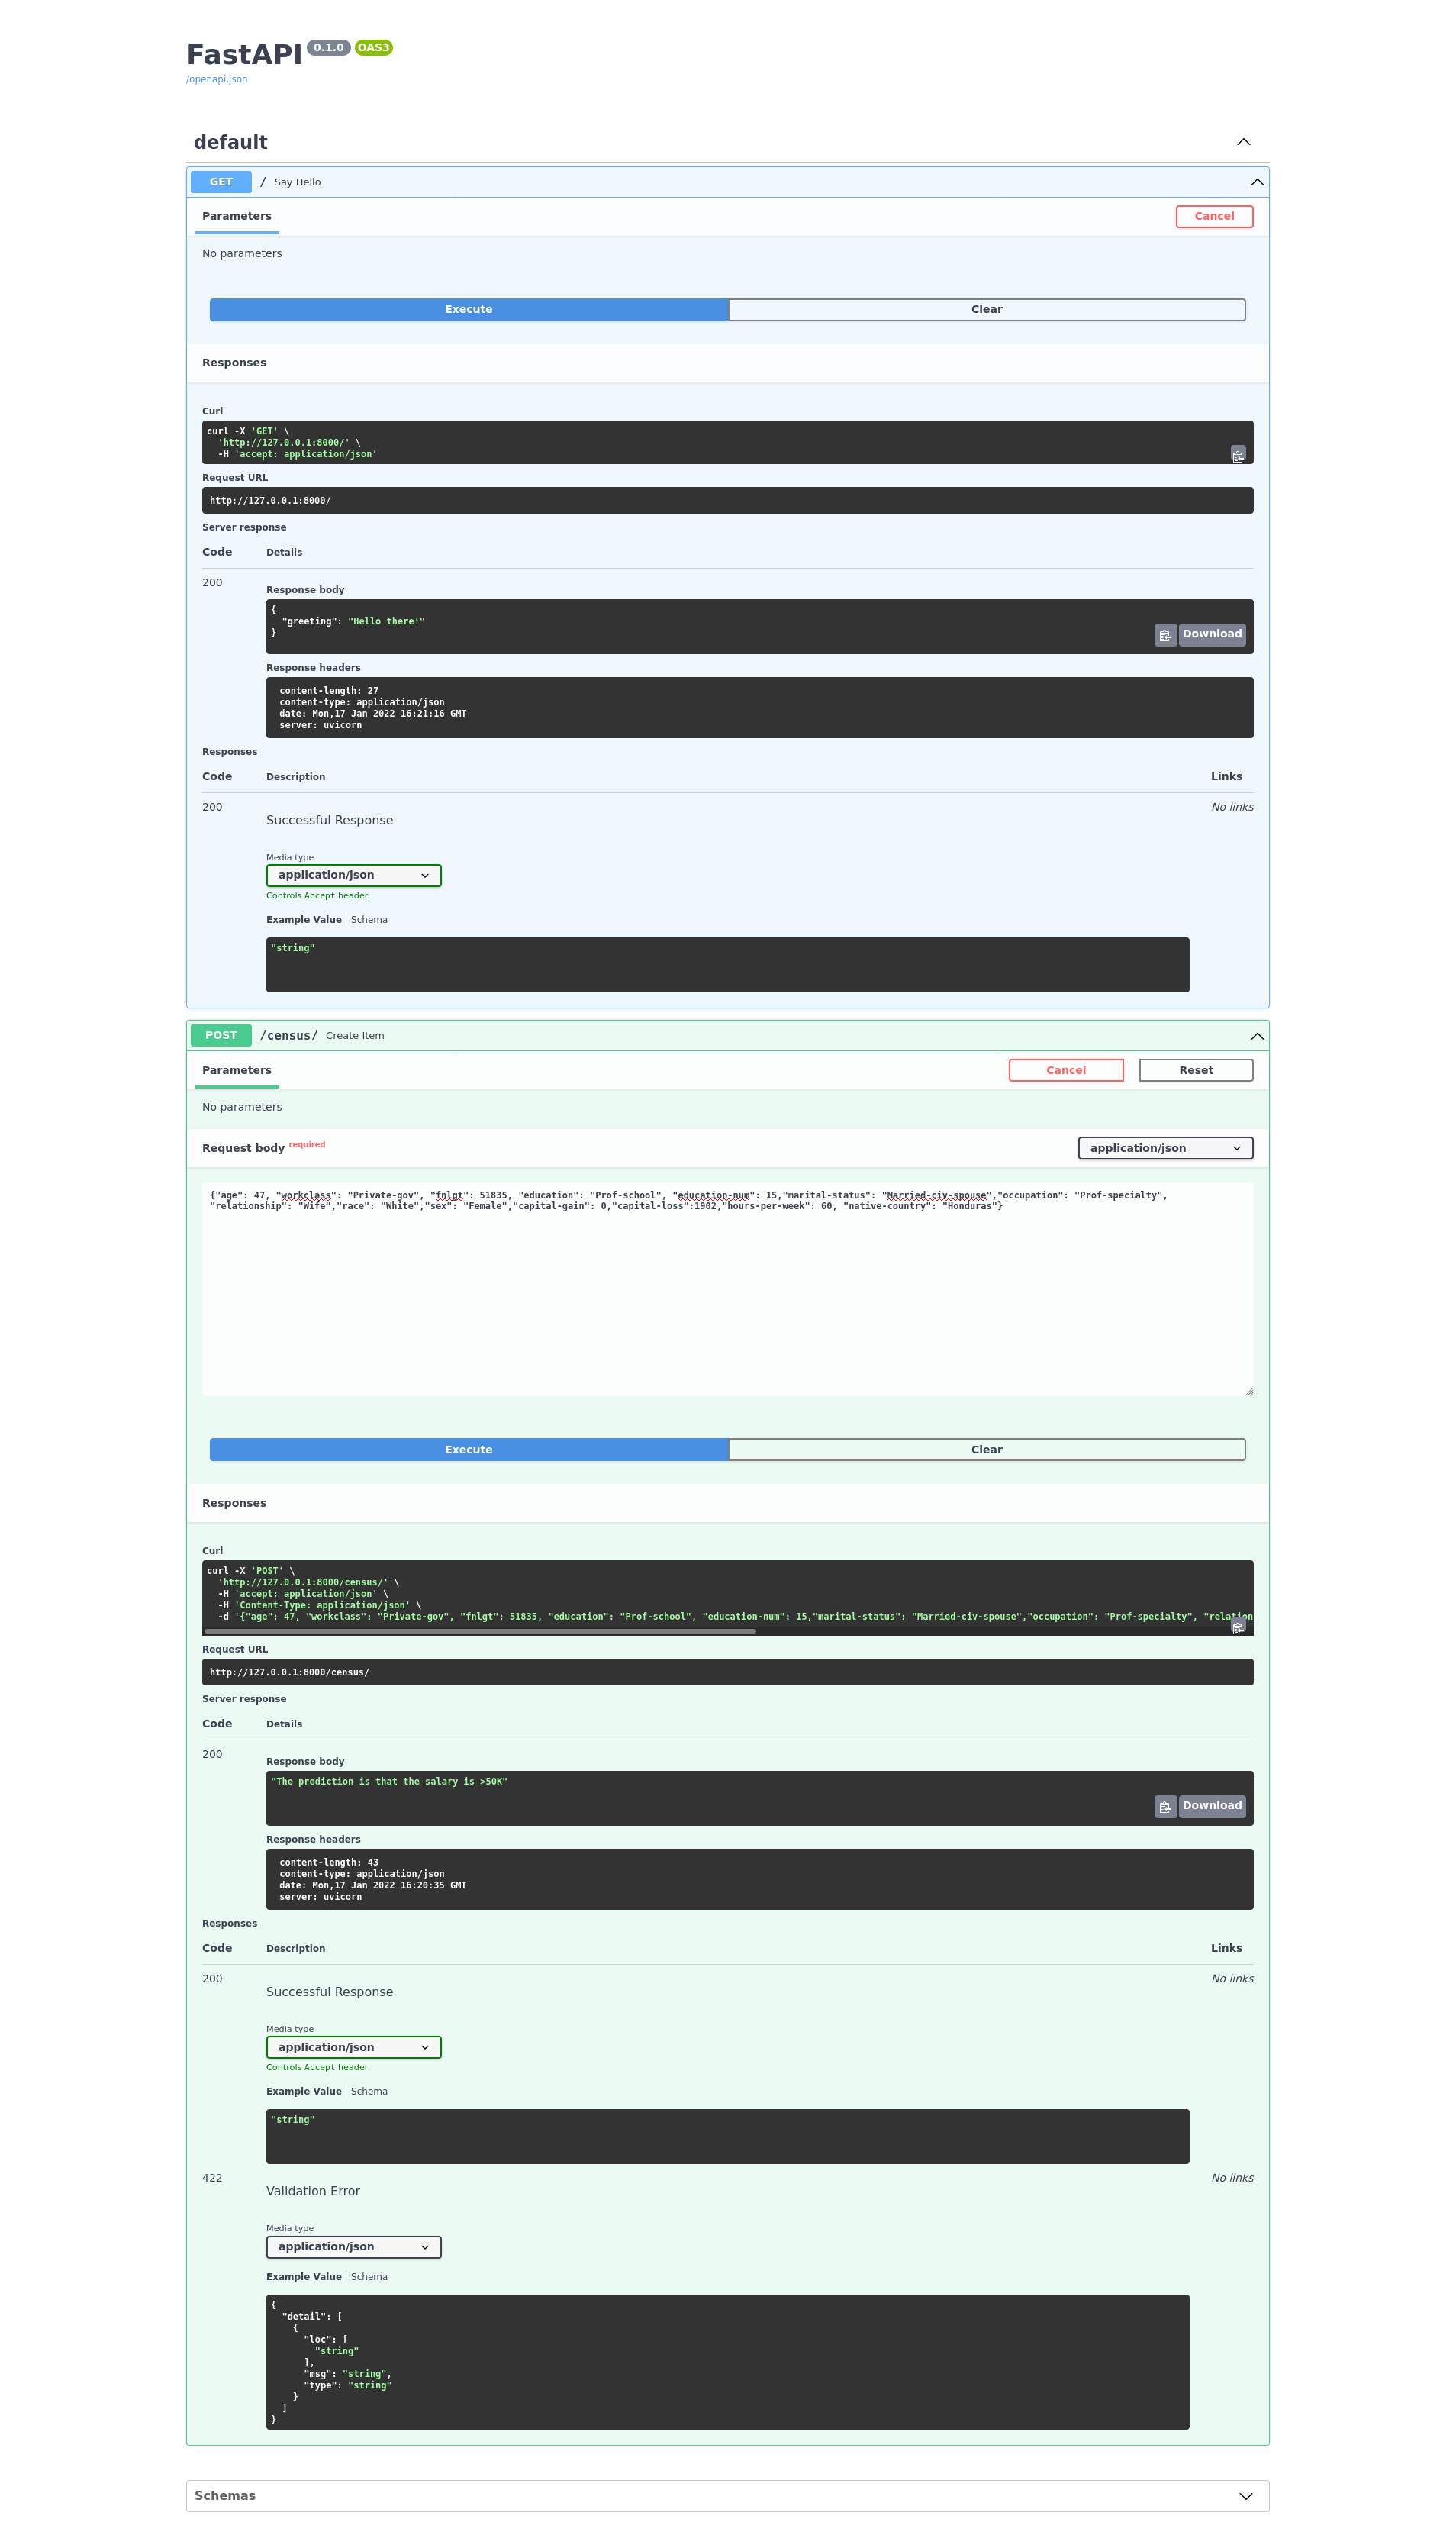 FastAPI 0.1.0 OAS3
/openapi.json
default
GET / Say Hello
Parameters Cancel
No parameters
Execute Clear
Responses
Curl
curl -X 'GET' \
  'http://127.0.0.1:8000/' \
  -H 'accept: application/json'
Request URL
http://127.0.0.1:8000/
Server response
Code Details
200
Response body
{
  "greeting": "Hello there!"
}
Download
Response headers
content-length: 27
content-type: application/json
date: Mon,17 Jan 2022 16:21:16 GMT
server: uvicorn
Responses
Code Description Links
200 No links
Successful Response
Media type
application/json
Controls Accept header.
Example Value Schema
"string"
POST /census/ Create Item
Parameters Cancel Reset
No parameters
Request body required application/json
{"age": 47, "workclass": "Private-gov", "fnlgt": 51835, "education": "Prof-school", "education-num": 15,"marital-status": "Married-civ-spouse","occupation": "Prof-specialty",
"relationship": "Wife","race": "White","sex": "Female","capital-gain": 0,"capital-loss":1902,"hours-per-week": 60, "native-country": "Honduras"}
Execute Clear
Responses
Curl
curl -X 'POST' \
  'http://127.0.0.1:8000/census/' \
  -H 'accept: application/json' \
  -H 'Content-Type: application/json' \
  -d '{"age": 47, "workclass": "Private-gov", "fnlgt": 51835, "education": "Prof-school", "education-num": 15,"marital-status": "Married-civ-spouse","occupation": "Prof-specialty", "relation
Request URL
http://127.0.0.1:8000/census/
Server response
Code Details
200
Response body
"The prediction is that the salary is >50K"
Download
Response headers
content-length: 43
content-type: application/json
date: Mon,17 Jan 2022 16:20:35 GMT
server: uvicorn
Responses
Code Description Links
200 No links
Successful Response
Media type
application/json
Controls Accept header.
Example Value Schema
"string"
422 No links
Validation Error
Media type
application/json
Example Value Schema
{
  "detail": [
    {
      "loc": [
        "string"
      ],
      "msg": "string",
      "type": "string"
    }
  ]
}
Schemas